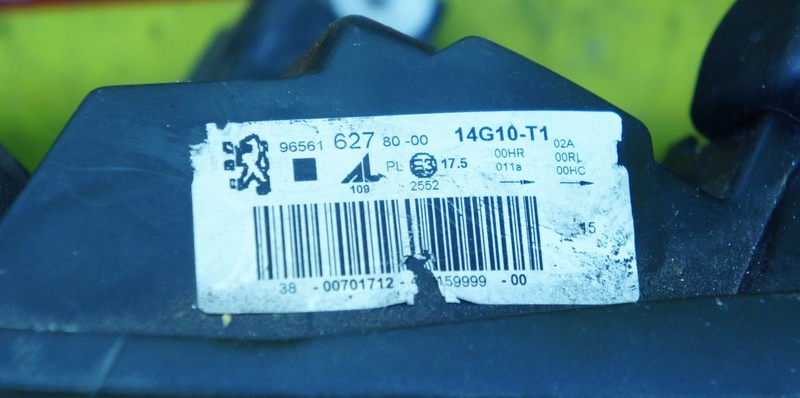 96561 627 80-00 14G10-T1
02A
00HR 00RL
PL E3 17.5 011a 00HC
109 2552
15
38 - 00701712 - 159999 - 00